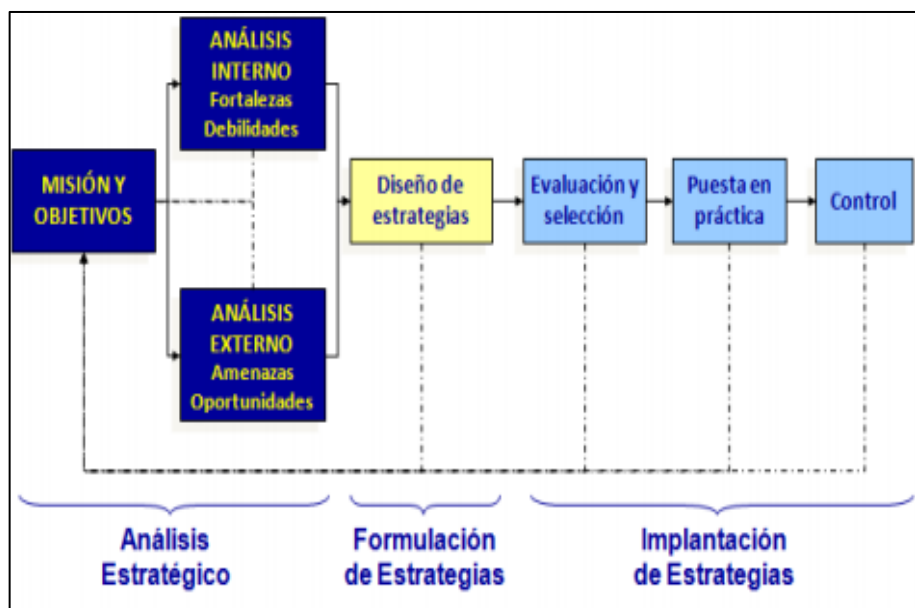 MISIÓN Y
OBJETIVOS
ANÁLISIS
INTERNO
Fortalezas
Debilidades
ANÁLISIS
EXTERNO
Amenazas
Oportunidades
Diseño de
estrategias
Evaluación y
selección
Puesta en
práctica
Control
Análisis
Estratégico
Formulación
de Estrategias
Implantación
de Estrategias